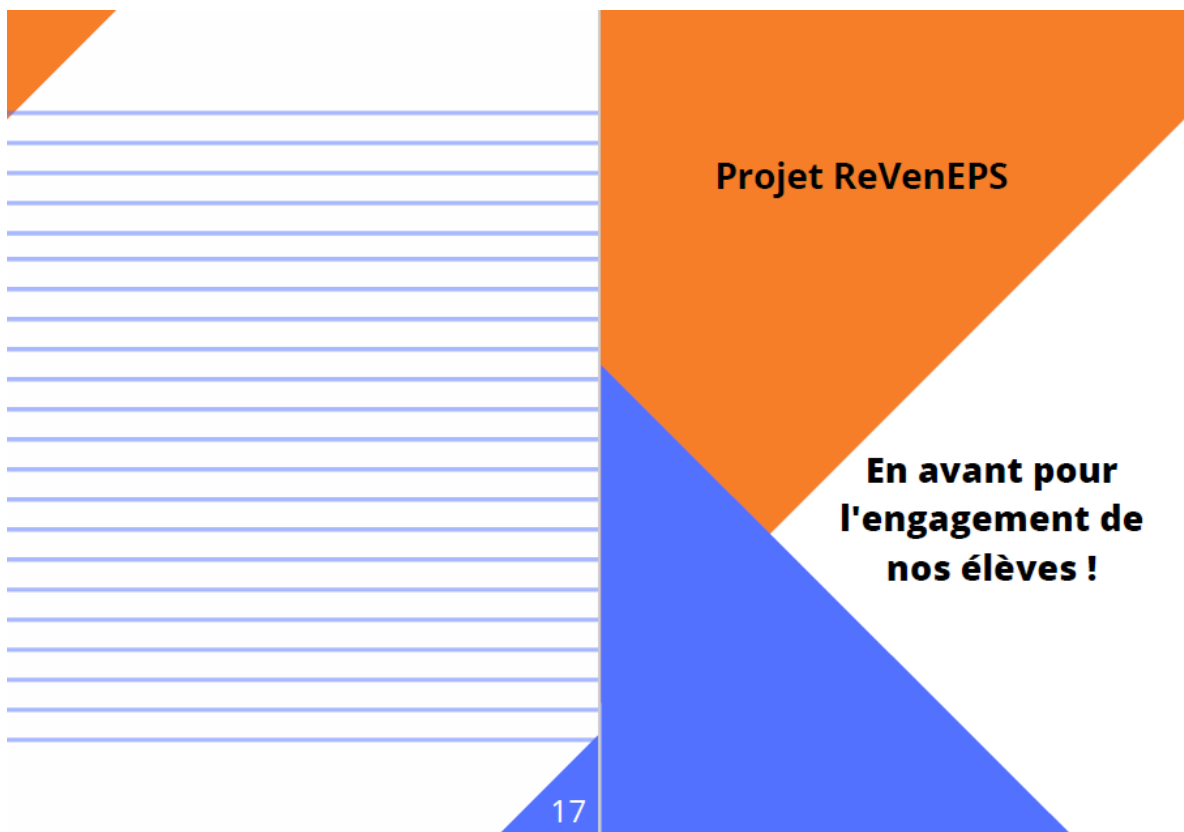 17
Projet ReVenEPS
En avant pour
l'engagement de
nos élèves !